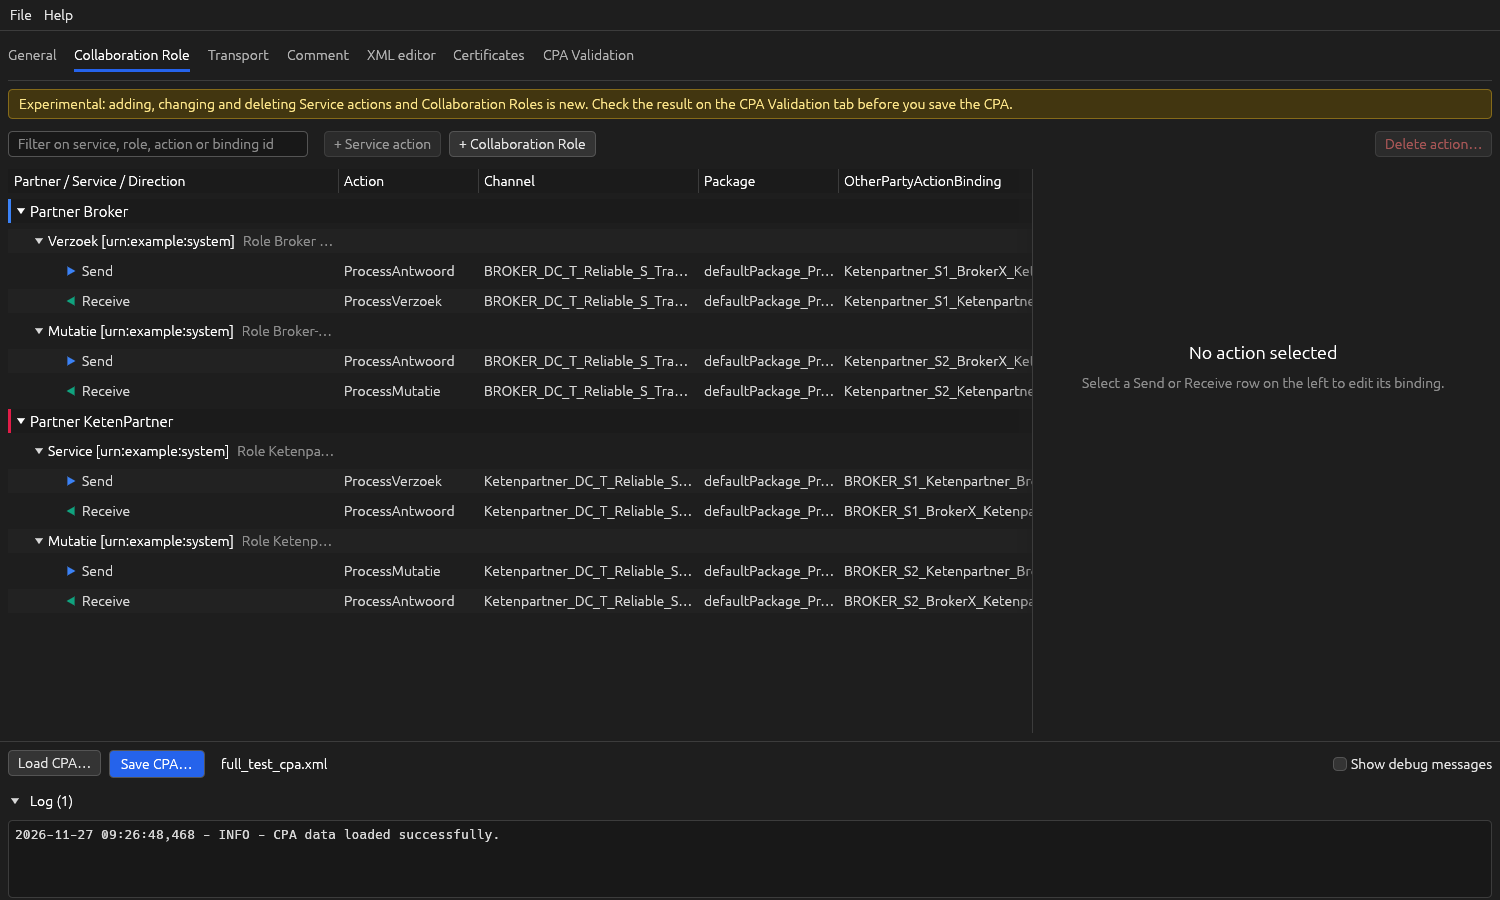 File Help
General Collaboration Role Transport Comment XML editor Certificates CPA Validation
Experimental: adding, changing and deleting Service actions and Collaboration Roles is new. Check the result on the CPA Validation tab before you save the CPA.
Filter on service, role, action or binding id + Service action + Collaboration Role Delete action...
Partner / Service / Direction Action Channel Package OtherPartyActionBinding
Partner Broker
Verzoek [urn:example:system] Role Broker ...
Send ProcessAntwoord BROKER_DC_T_Reliable_S_Tra... defaultPackage_Pr... Ketenpartner_S1_BrokerX_Ket
Receive ProcessVerzoek BROKER_DC_T_Reliable_S_Tra... defaultPackage_Pr... Ketenpartner_S1_Ketenpartne
Mutatie [urn:example:system] Role Broker-...
Send ProcessAntwoord BROKER_DC_T_Reliable_S_Tra... defaultPackage_Pr... Ketenpartner_S2_BrokerX_Ket
Receive ProcessMutatie BROKER_DC_T_Reliable_S_Tra... defaultPackage_Pr... Ketenpartner_S2_Ketenpartne
Partner KetenPartner
Service [urn:example:system] Role Ketenpa...
Send ProcessVerzoek Ketenpartner_DC_T_Reliable_S... defaultPackage_Pr... BROKER_S1_Ketenpartner_Br
Receive ProcessAntwoord Ketenpartner_DC_T_Reliable_S... defaultPackage_Pr... BROKER_S1_BrokerX_Ketenpa
Mutatie [urn:example:system] Role Ketenp...
Send ProcessMutatie Ketenpartner_DC_T_Reliable_S... defaultPackage_Pr... BROKER_S2_Ketenpartner_Br
Receive ProcessAntwoord Ketenpartner_DC_T_Reliable_S... defaultPackage_Pr... BROKER_S2_BrokerX_Ketenpa
No action selected
Select a Send or Receive row on the left to edit its binding.
Load CPA... Save CPA... full_test_cpa.xml Show debug messages
Log (1)
2026-11-27 09:26:48,468 - INFO - CPA data loaded successfully.